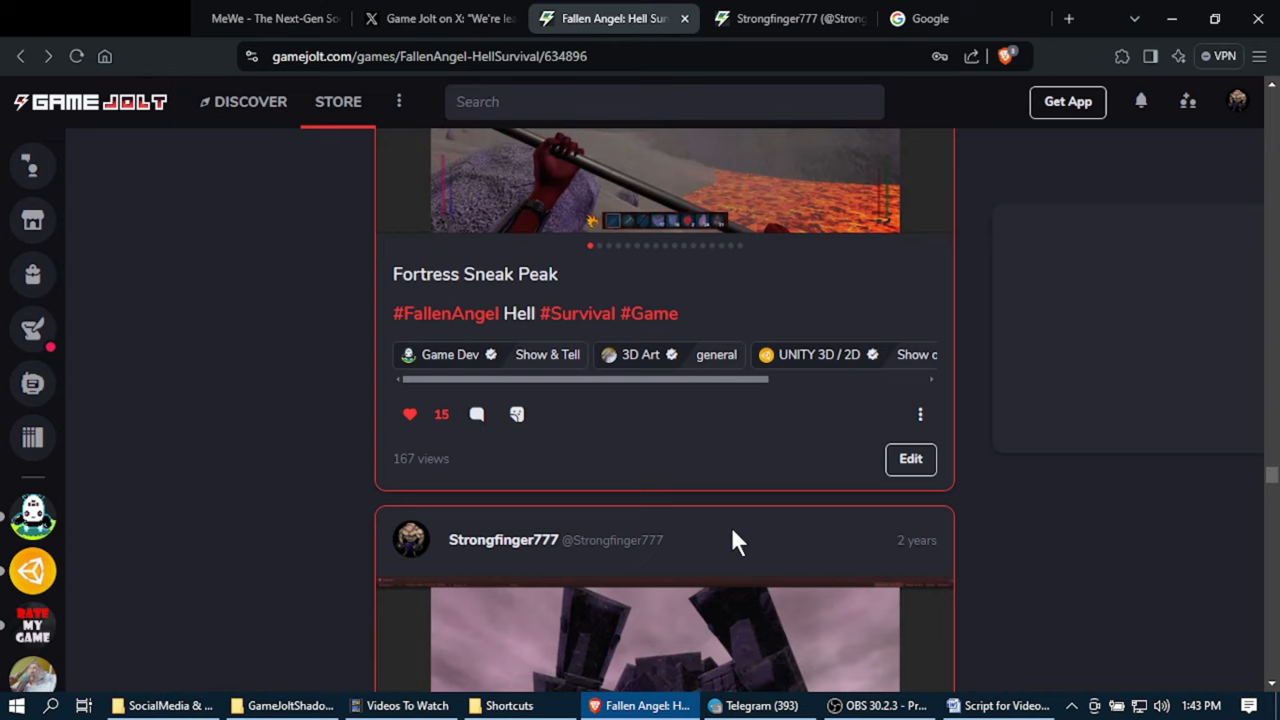 MeWe - The Next-Gen So
Game Jolt on X: "We're lea
Fallen Angel: Hell Sur
Strongfinger777 (@Strong
Google
gamejolt.com/games/FallenAngel-HellSurvival/634896
VPN
GAME JOLT
DISCOVER
STORE
Search
Get App
Fortress Sneak Peak
#FallenAngel Hell #Survival #Game
Game Dev Show & Tell
3D Art general
UNITY 3D / 2D Show o
15
167 views
Edit
Strongfinger777 @Strongfinger777
2 years
RATE
MY
GAME
SocialMedia & ...
GameJoltShado...
Videos To Watch
Shortcuts
Fallen Angel: H...
Telegram (393)
OBS 30.2.3 - Pr...
Script for Video...
1:43 PM